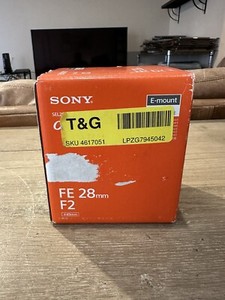 SONY
E-mount
T&G
SKU 4617051
LPZG7945042
FE 28mm
F2